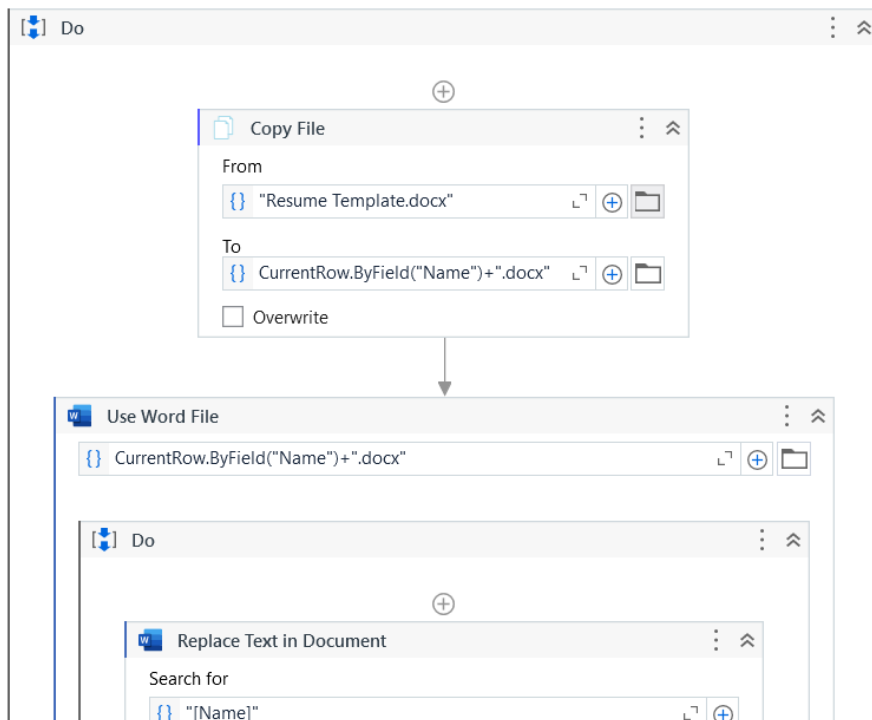 Do
Copy File
From
{} "Resume Template.docx"
To
{} CurrentRow.ByField("Name")+".docx"
Overwrite
Use Word File
{} CurrentRow.ByField("Name")+".docx"
Do
Replace Text in Document
Search for
{} "[Name]"